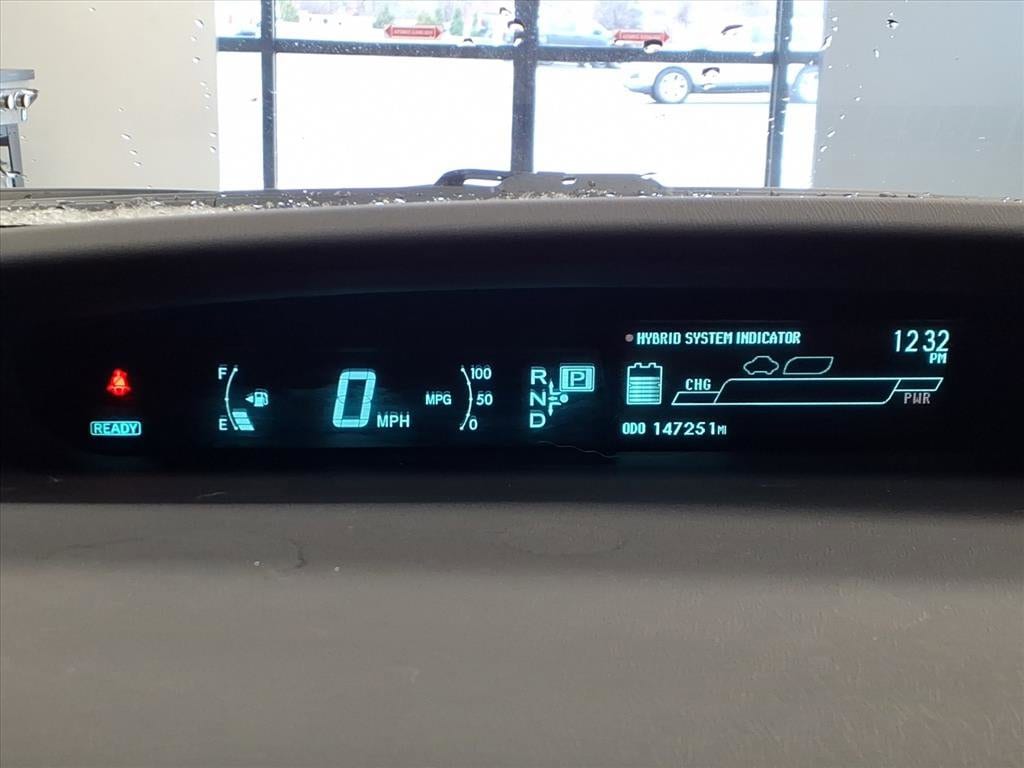 HYBRID SYSTEM INDICATOR
12:32
PM
F
E
READY
0
MPH
MPG
100
50
0
R
N
D
P
CHG
PWR
ODO 147251 MI